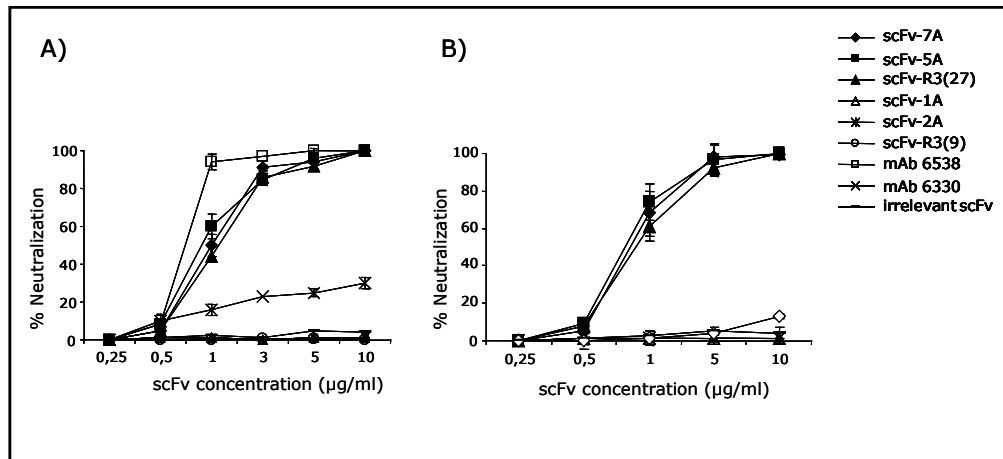 A)
% Neutralization
100
80
60
40
20
0
0,25 0,5 1 3 5 10
scFv concentration (µg/ml)
B)
% Neutralization
100
80
60
40
20
0
0,25 0,5 1 5 10
scFv concentration (µg/ml)
scFv-7A
scFv-5A
scFv-R3(27)
scFv-1A
scFv-2A
scFv-R3(9)
mAb 6538
mAb 6330
irrelevant scFv